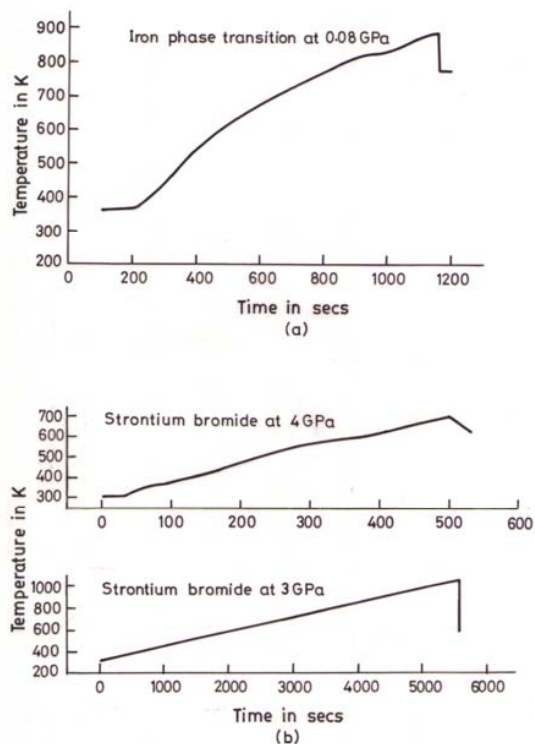 Iron phase transition at 0.08 GPa
Temperature in K
900
800
700
600
500
400
300
200
0 200 400 600 800 1000 1200
Time in secs
(a)
Strontium bromide at 4 GPa
700
600
500
400
300
0 100 200 300 400 500 600
Temperature in K
Strontium bromide at 3 GPa
1000
800
600
400
200
0 1000 2000 3000 4000 5000 6000
Time in secs
(b)